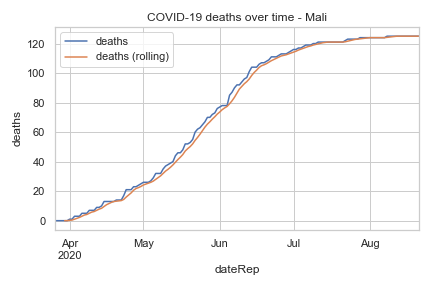 COVID-19 deaths over time - Mali
deaths
deaths (rolling)
deaths
120
100
80
60
40
20
0
Apr May Jun Jul Aug
2020
dateRep